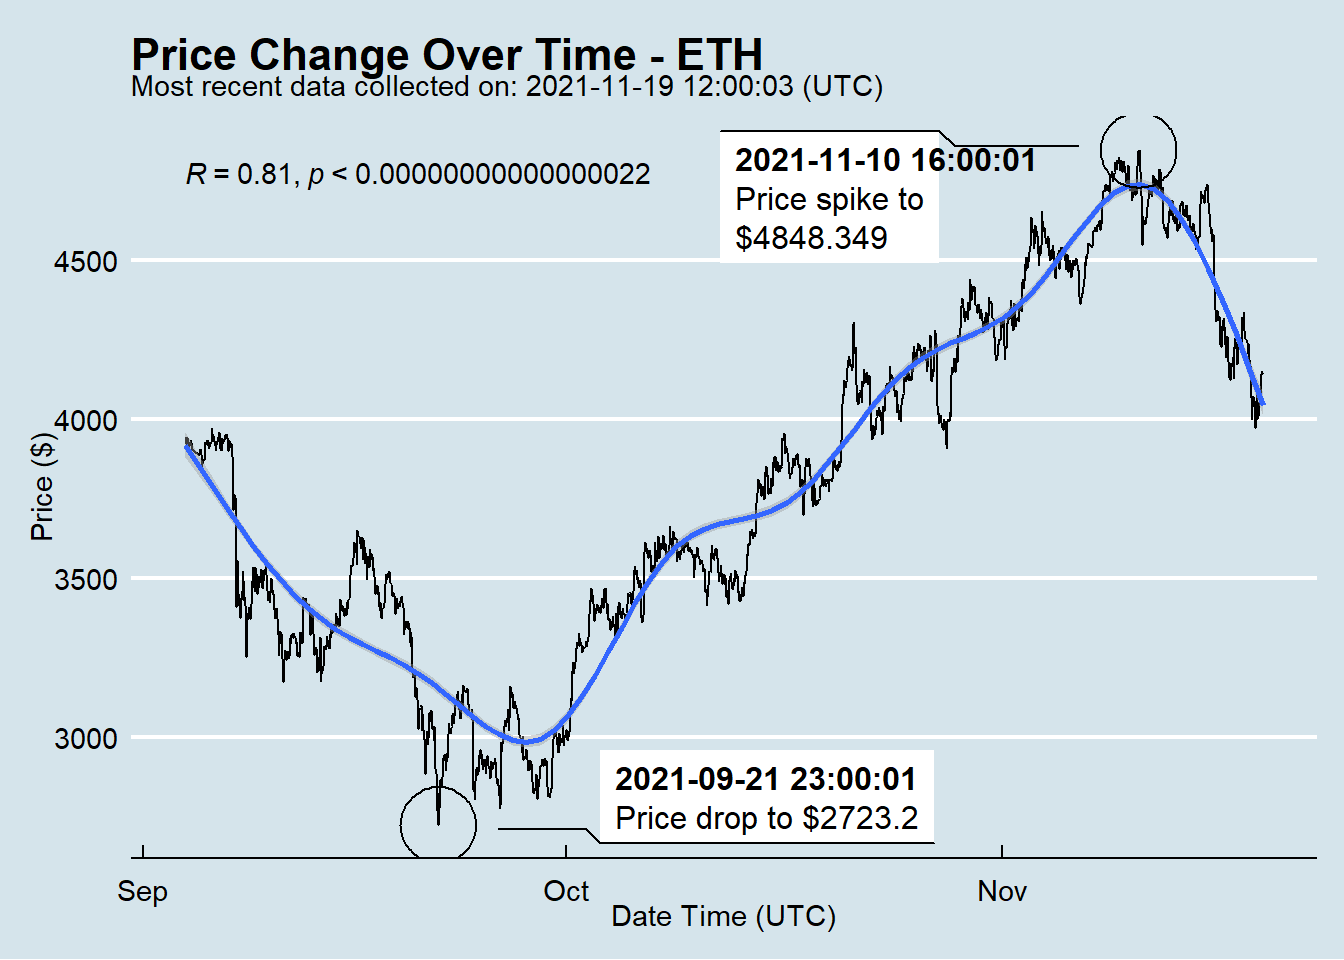 Price Change Over Time - ETH
Most recent data collected on: 2021-11-19 12:00:03 (UTC)
R = 0.81, p < 0.00000000000000022
2021-11-10 16:00:01
Price spike to
$4848.349
4500
4000
3500
3000
Price ($)
2021-09-21 23:00:01
Price drop to $2723.2
Sep
Oct
Nov
Date Time (UTC)